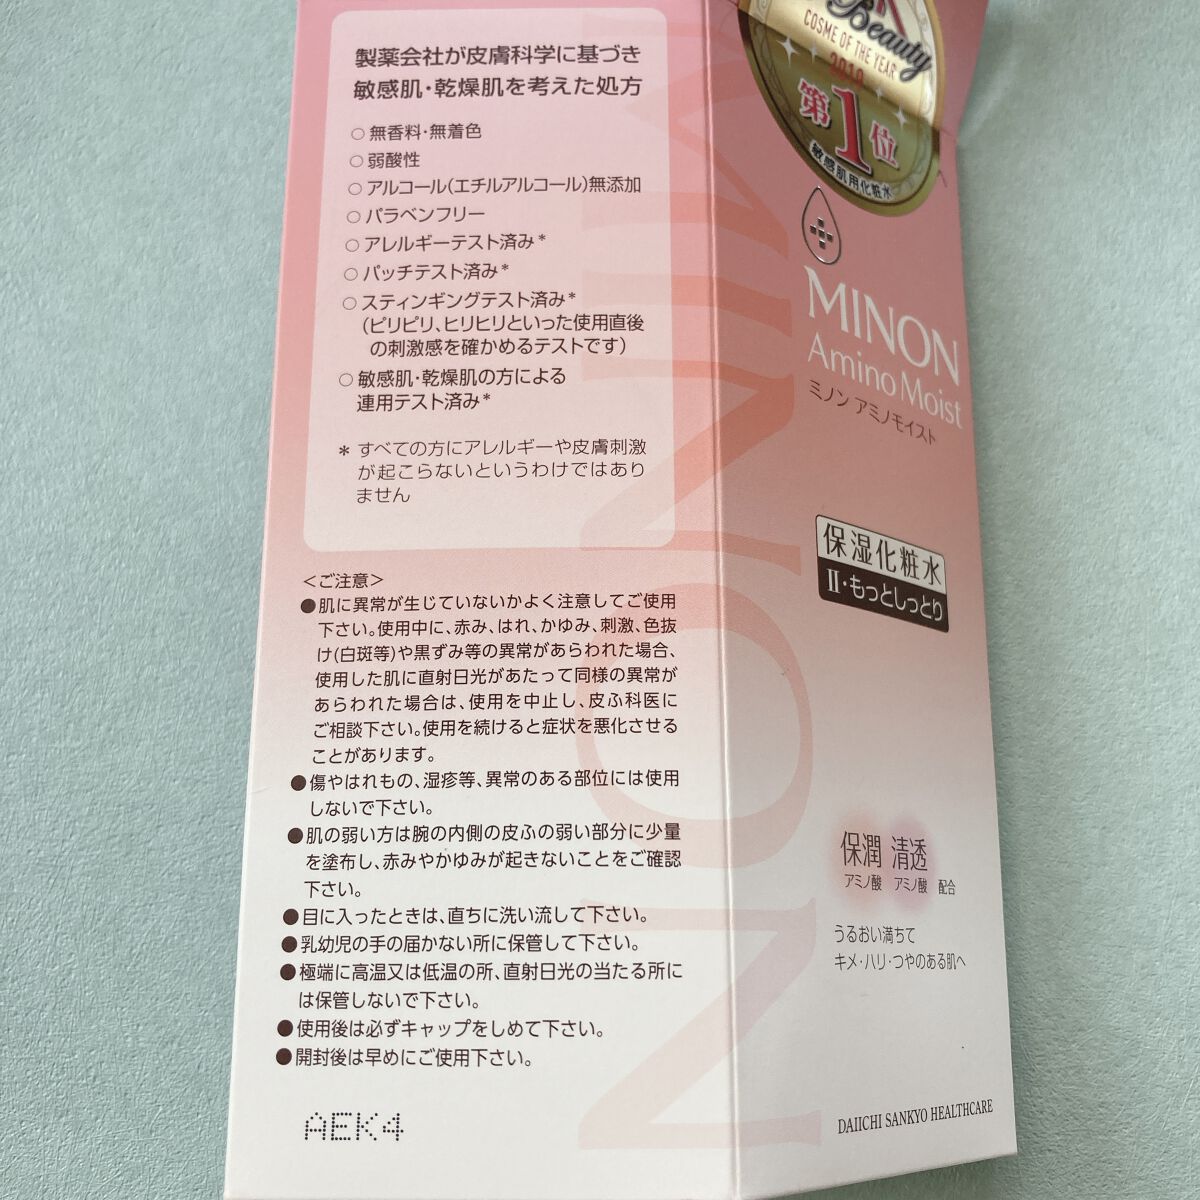 製薬会社が皮膚科学に基づき
敏感肌・乾燥肌を考えた処方
○ 無香料・無着色
○ 弱酸性
○ アルコール(エチルアルコール)無添加
○ パラベンフリー
○ アレルギーテスト済み*
○ パッチテスト済み*
○ スティンギングテスト済み*
(ピリピリ、ヒリヒリといった使用直後
の刺激感を確かめるテストです)
○ 敏感肌・乾燥肌の方による
連用テスト済み*
* すべての方にアレルギーや皮膚刺激
が起こらないというわけではあり
ません
<ご注意>
●肌に異常が生じていないかよく注意してご使用
下さい。使用中に、赤み、はれ、かゆみ、刺激、色抜
け(白斑等)や黒ずみ等の異常があらわれた場合、
使用した肌に直射日光があたって同様の異常が
あらわれた場合は、使用を中止し、皮ふ科医に
ご相談下さい。使用を続けると症状を悪化させる
ことがあります。
●傷やはれもの、湿疹等、異常のある部位には使用
しないで下さい。
●肌の弱い方は腕の内側の皮ふの弱い部分に少量
を塗布し、赤みやかゆみが起きないことをご確認
下さい。
●目に入ったときは、直ちに洗い流して下さい。
●乳幼児の手の届かない所に保管して下さい。
●極端に高温又は低温の所、直射日光の当たる所に
は保管しないで下さい。
●使用後は必ずキャップをしめて下さい。
●開封後は早めにご使用下さい。
AEK4
MINON
Beauty
COSME OF THE YEAR
2019
第1位
敏感肌用化粧水
MINON
Amino Moist
ミノン アミノモイスト
保湿化粧水
II・もっとしっとり
保潤 清透
アミノ酸 アミノ酸 配合
うるおい満ちて
キメ・ハリ・つやのある肌へ
DAIICHI SANKYO HEALTHCARE